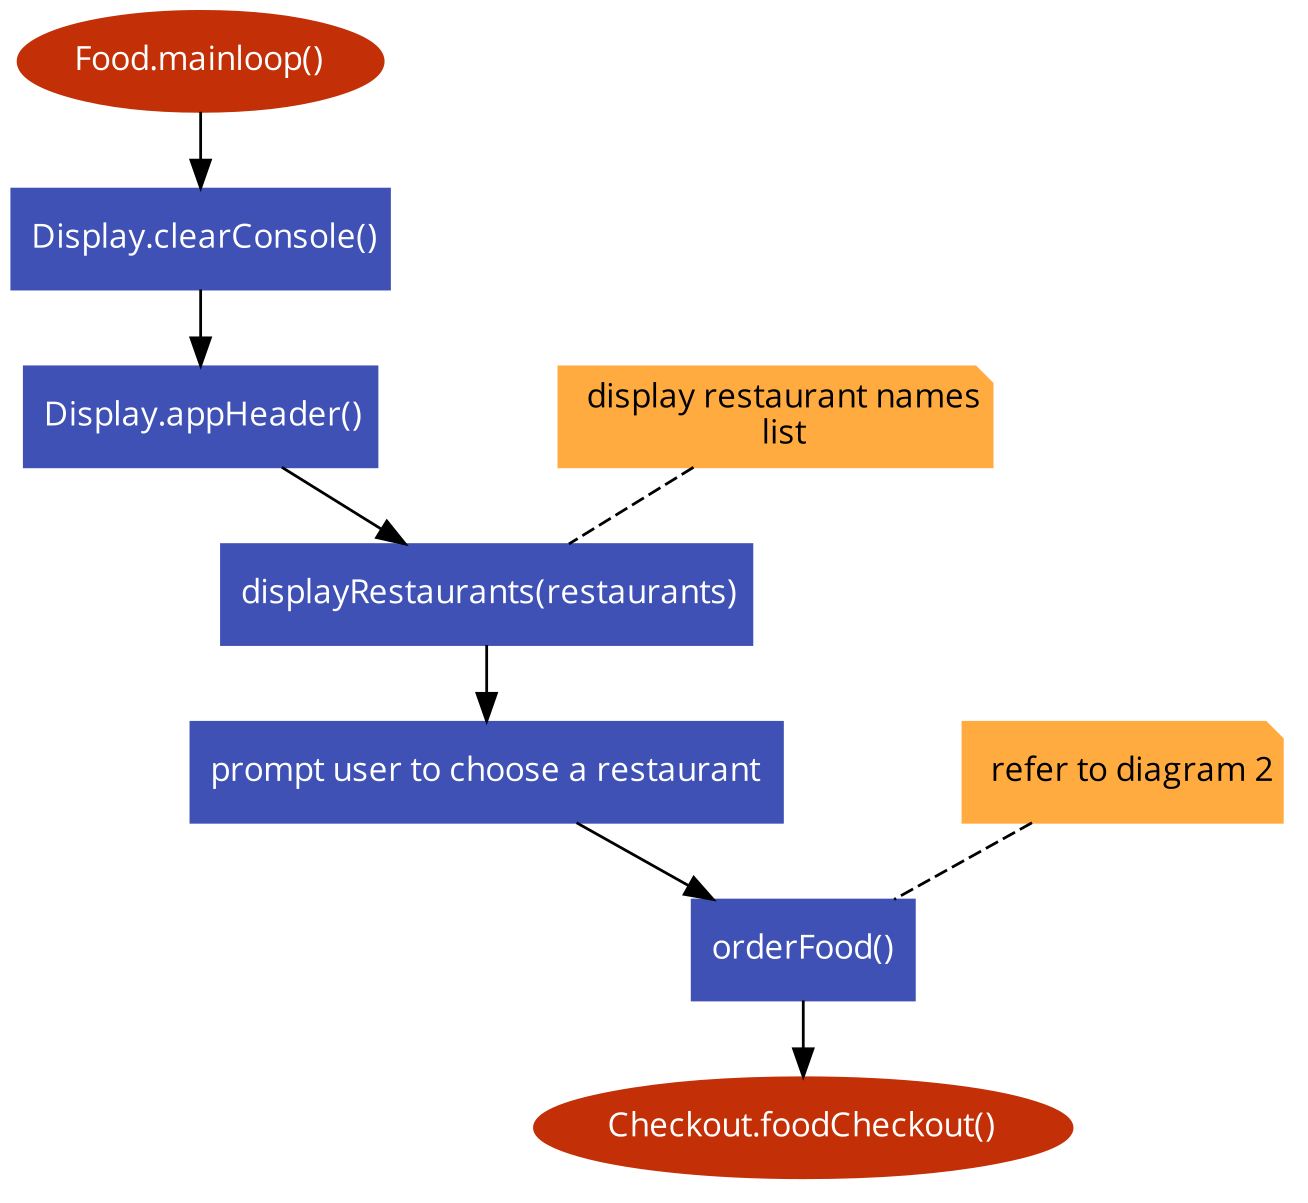 Food.mainloop()
Display.clearConsole()
Display.appHeader()
display restaurant names
list
displayRestaurants(restaurants)
prompt user to choose a restaurant
refer to diagram 2
orderFood()
Checkout.foodCheckout()